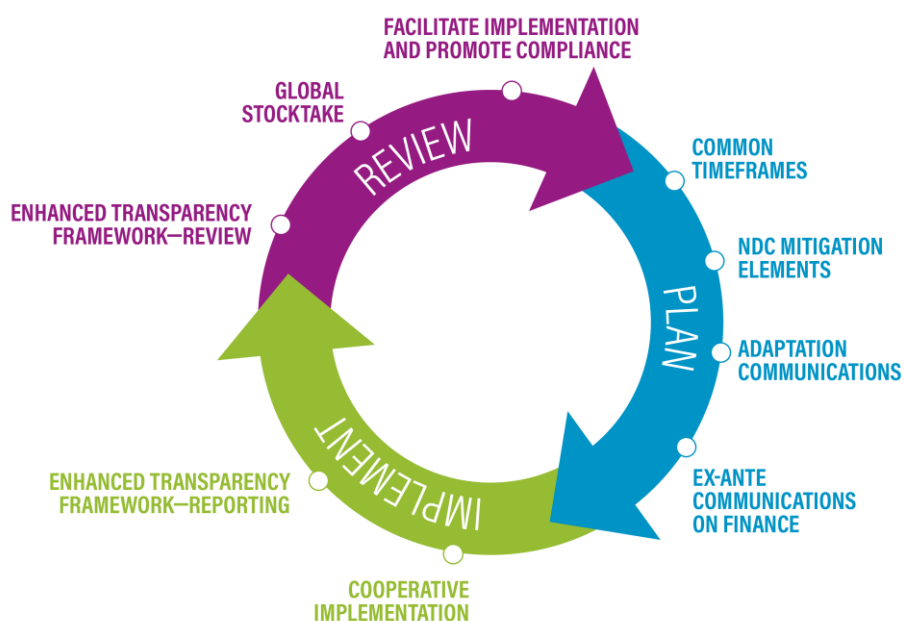 FACILITATE IMPLEMENTATION
AND PROMOTE COMPLIANCE
GLOBAL
STOCKTAKE
REVIEW
COMMON
TIMEFRAMES
ENHANCED TRANSPARENCY
FRAMEWORK—REVIEW
NDC MITIGATION
ELEMENTS
PLAN
ADAPTATION
COMMUNICATIONS
IMPLEMENT
ENHANCED TRANSPARENCY
FRAMEWORK—REPORTING
EX-ANTE
COMMUNICATIONS
ON FINANCE
COOPERATIVE
IMPLEMENTATION